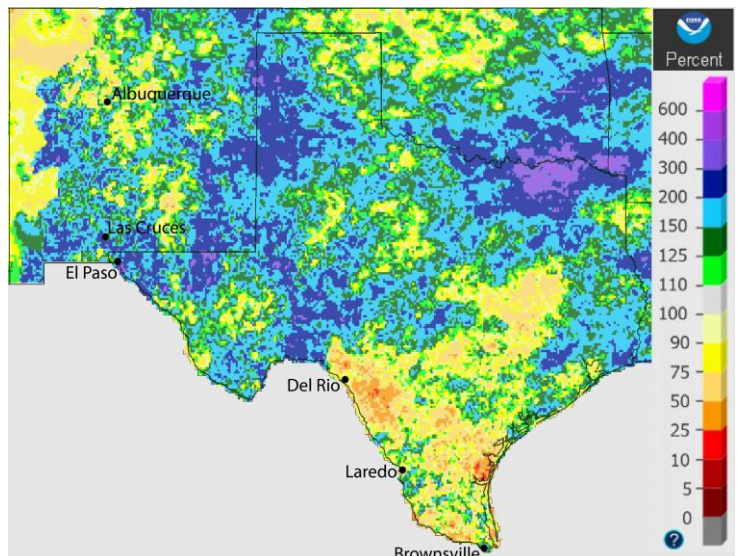 NOAA
Percent
Albuquerque
Las Cruces
El Paso
Del Rio
Laredo
Brownsville
600
400
300
200
150
125
110
100
90
75
50
25
10
5
0
?